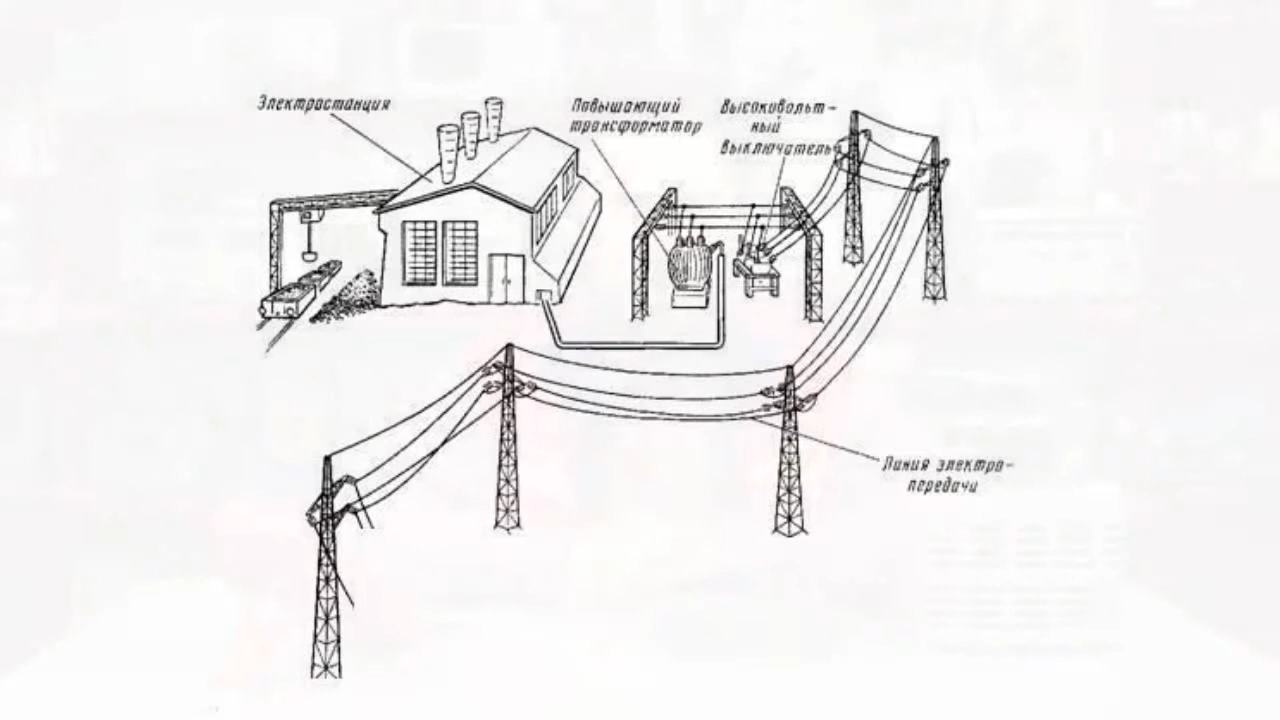 Электростанция
Повышающий
трансформатор
Высоковольт-
ный
выключатель
Линия электро-
передачи